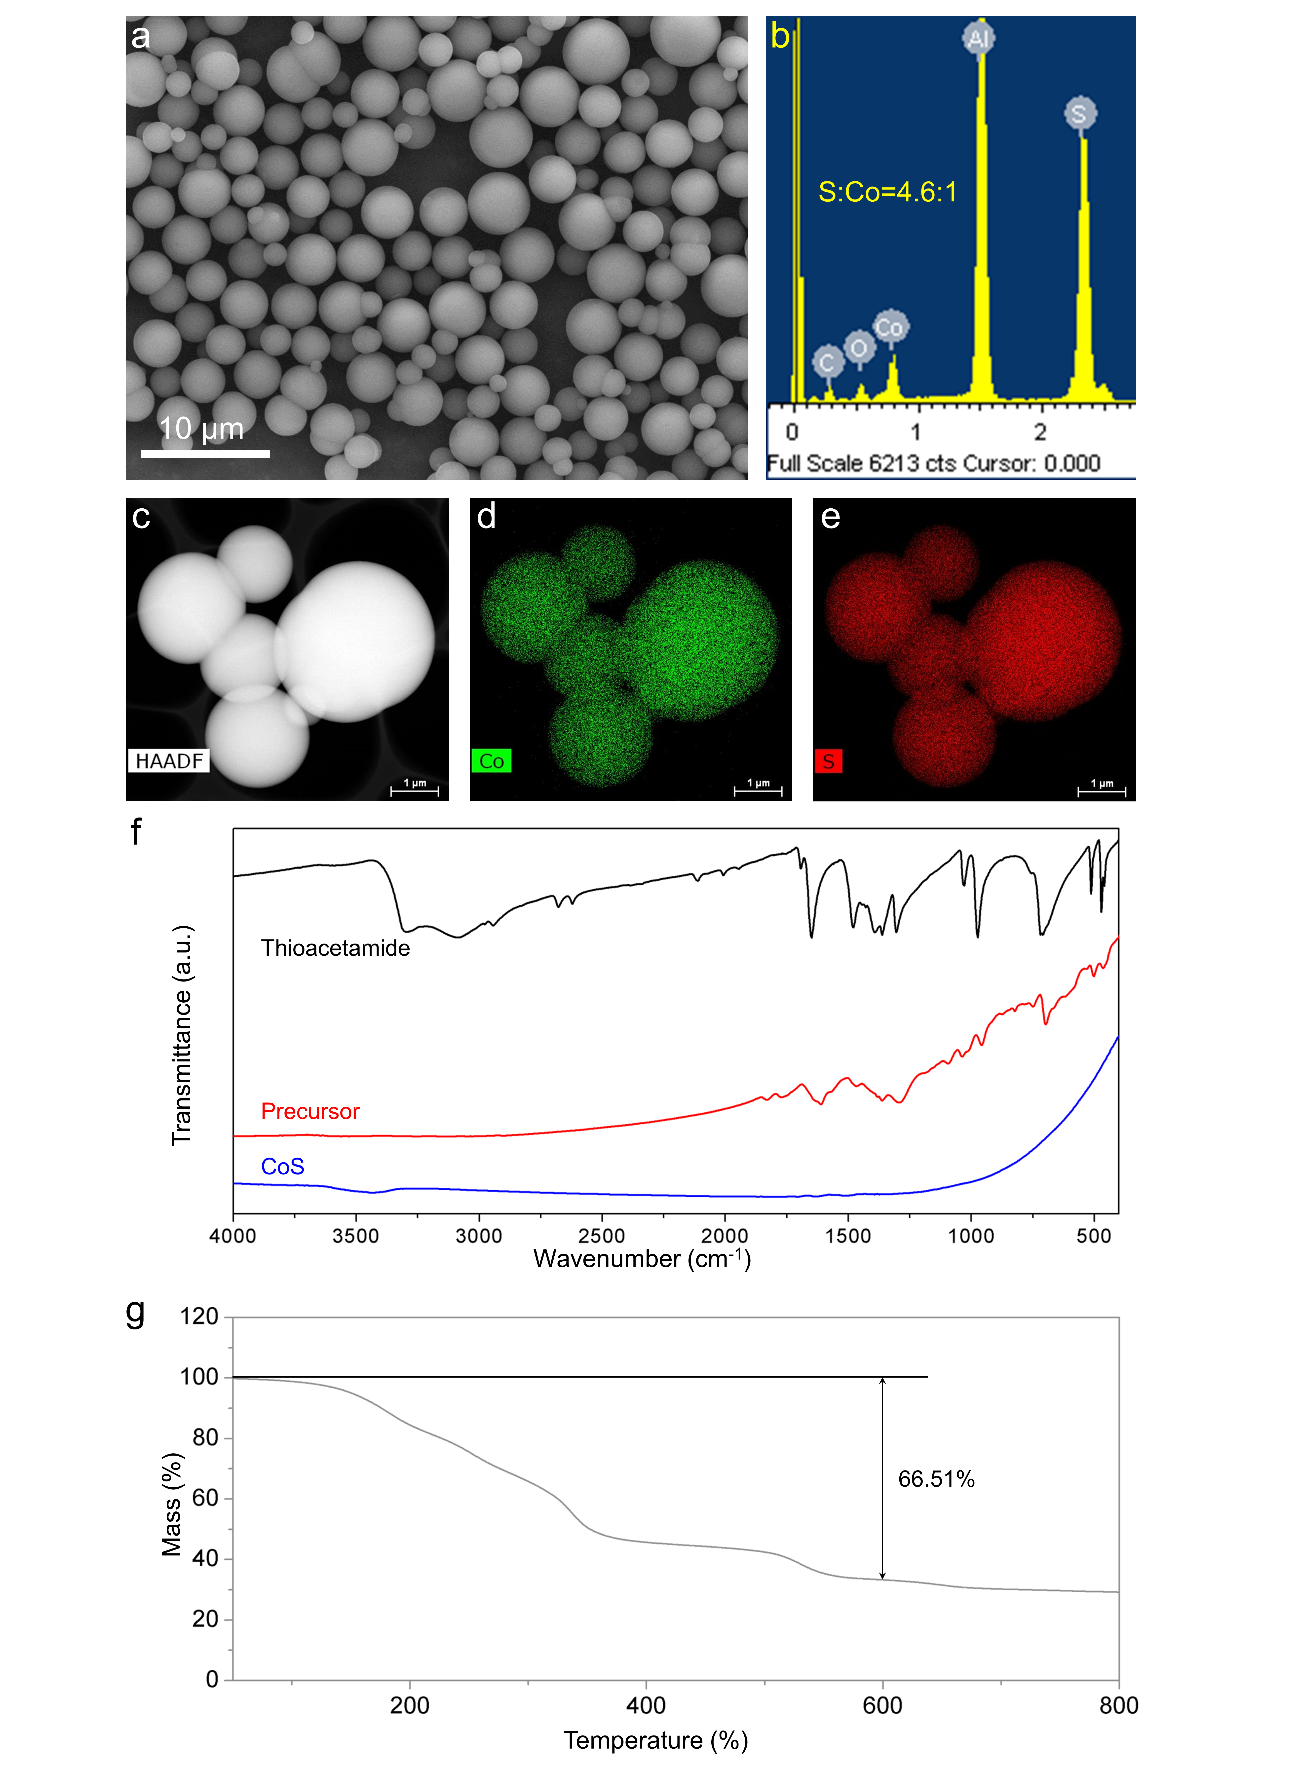 a
10 μm
b
Al
S
S:Co=4.6:1
Co
O
C
0 1 2
Full Scale 6213 cts Cursor: 0.000
c
HAADF
1 μm
d
Co
1 μm
e
S
1 μm
f
Transmittance (a.u.)
Thioacetamide
Precursor
CoS
4000 3500 3000 2500 2000 1500 1000 500
Wavenumber (cm⁻¹)
g
Mass (%)
120
100
80
60
40
20
0
66.51%
200 400 600 800
Temperature (%)